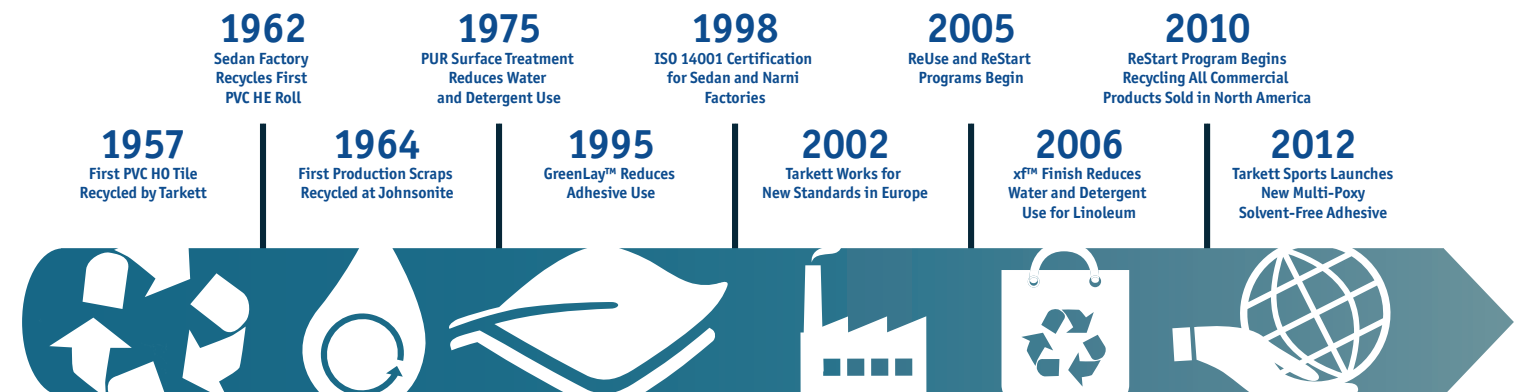 1957
First PVC HO Tile
Recycled by Tarkett
1962
Sedan Factory
Recycles First
PVC HE Roll
1964
First Production Scraps
Recycled at Johnsonite
1975
PUR Surface Treatment
Reduces Water
and Detergent Use
1995
GreenLay™ Reduces
Adhesive Use
1998
ISO 14001 Certification
for Sedan and Narni
Factories
2002
Tarkett Works for
New Standards in Europe
2005
ReUse and ReStart
Programs Begin
2006
xf™ Finish Reduces
Water and Detergent
Use for Linoleum
2010
ReStart Program Begins
Recycling All Commercial
Products Sold in North America
2012
Tarkett Sports Launches
New Multi-Poxy
Solvent-Free Adhesive